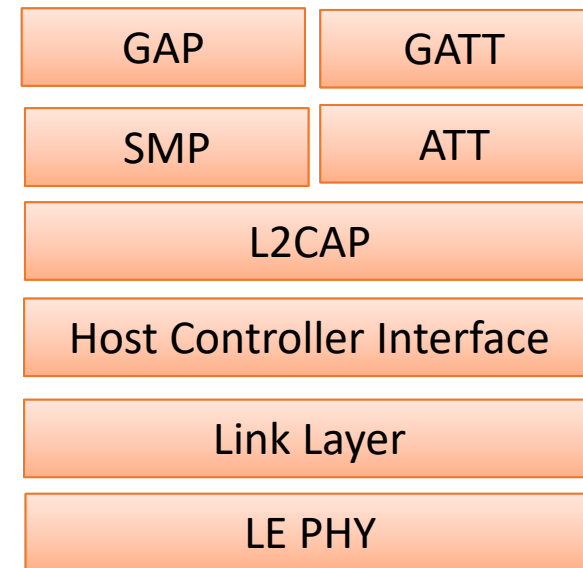 GAP
GATT
SMP
ATT
L2CAP
Host Controller Interface
Link Layer
LE PHY